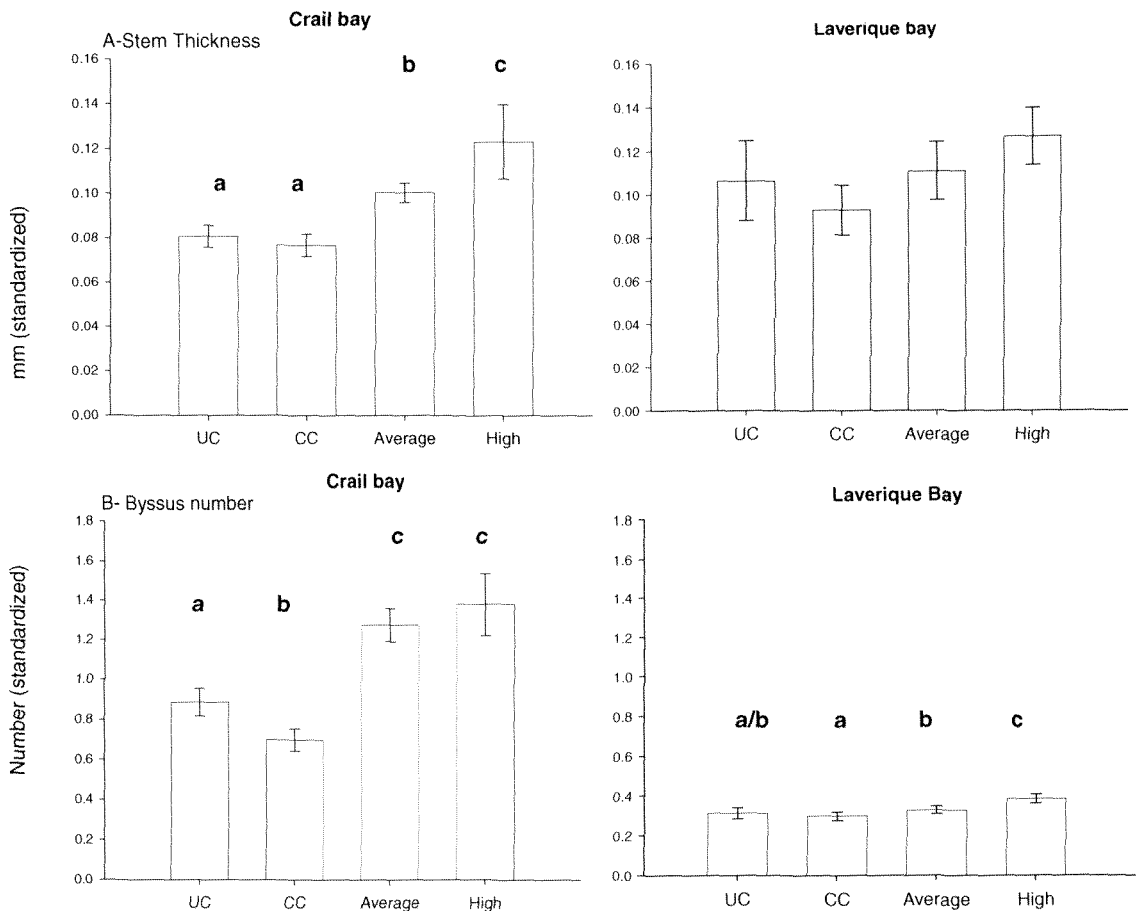 Crail bay
A-Stem Thickness
mm (standardized)
0.16
0.14
0.12
0.10
0.08
0.06
0.04
0.02
0.00
a
a
b
c
UC
CC
Average
High
Laverique bay
0.16
0.14
0.12
0.10
0.08
0.06
0.04
0.02
0.00
UC
CC
Average
High
Crail bay
B- Byssus number
Number (standardized)
1.8
1.6
1.4
1.2
1.0
0.8
0.6
0.4
0.2
0.0
a
b
c
c
UC
CC
Average
High
Laverique Bay
1.8
1.6
1.4
1.2
1.0
0.8
0.6
0.4
0.2
0.0
a/b
a
b
c
UC
CC
Average
High